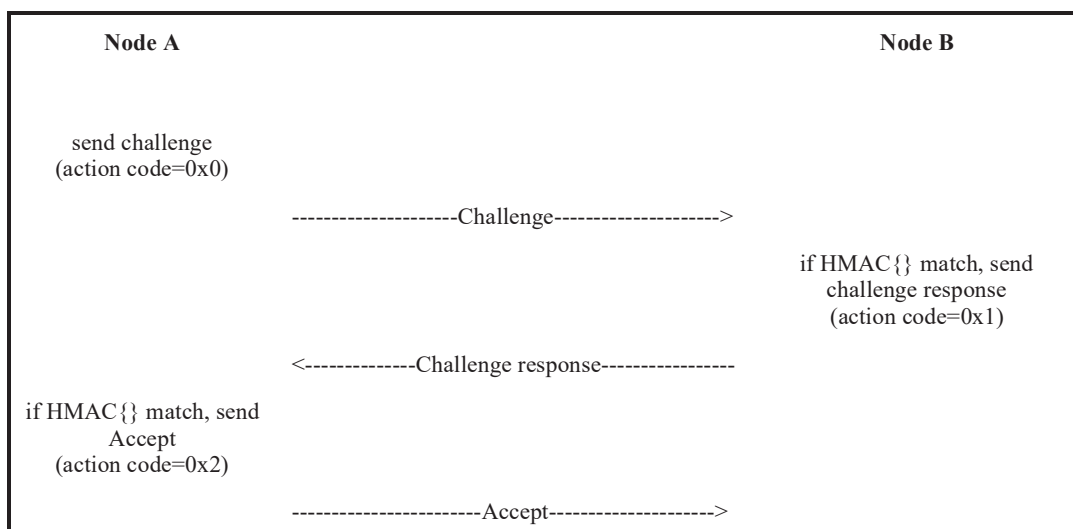 Node A
Node B
send challenge
(action code=0x0)
---------------------Challenge--------------------->
if HMAC{} match, send
challenge response
(action code=0x1)
<--------------Challenge response-----------------
if HMAC{} match, send
Accept
(action code=0x2)
------------------------Accept--------------------->